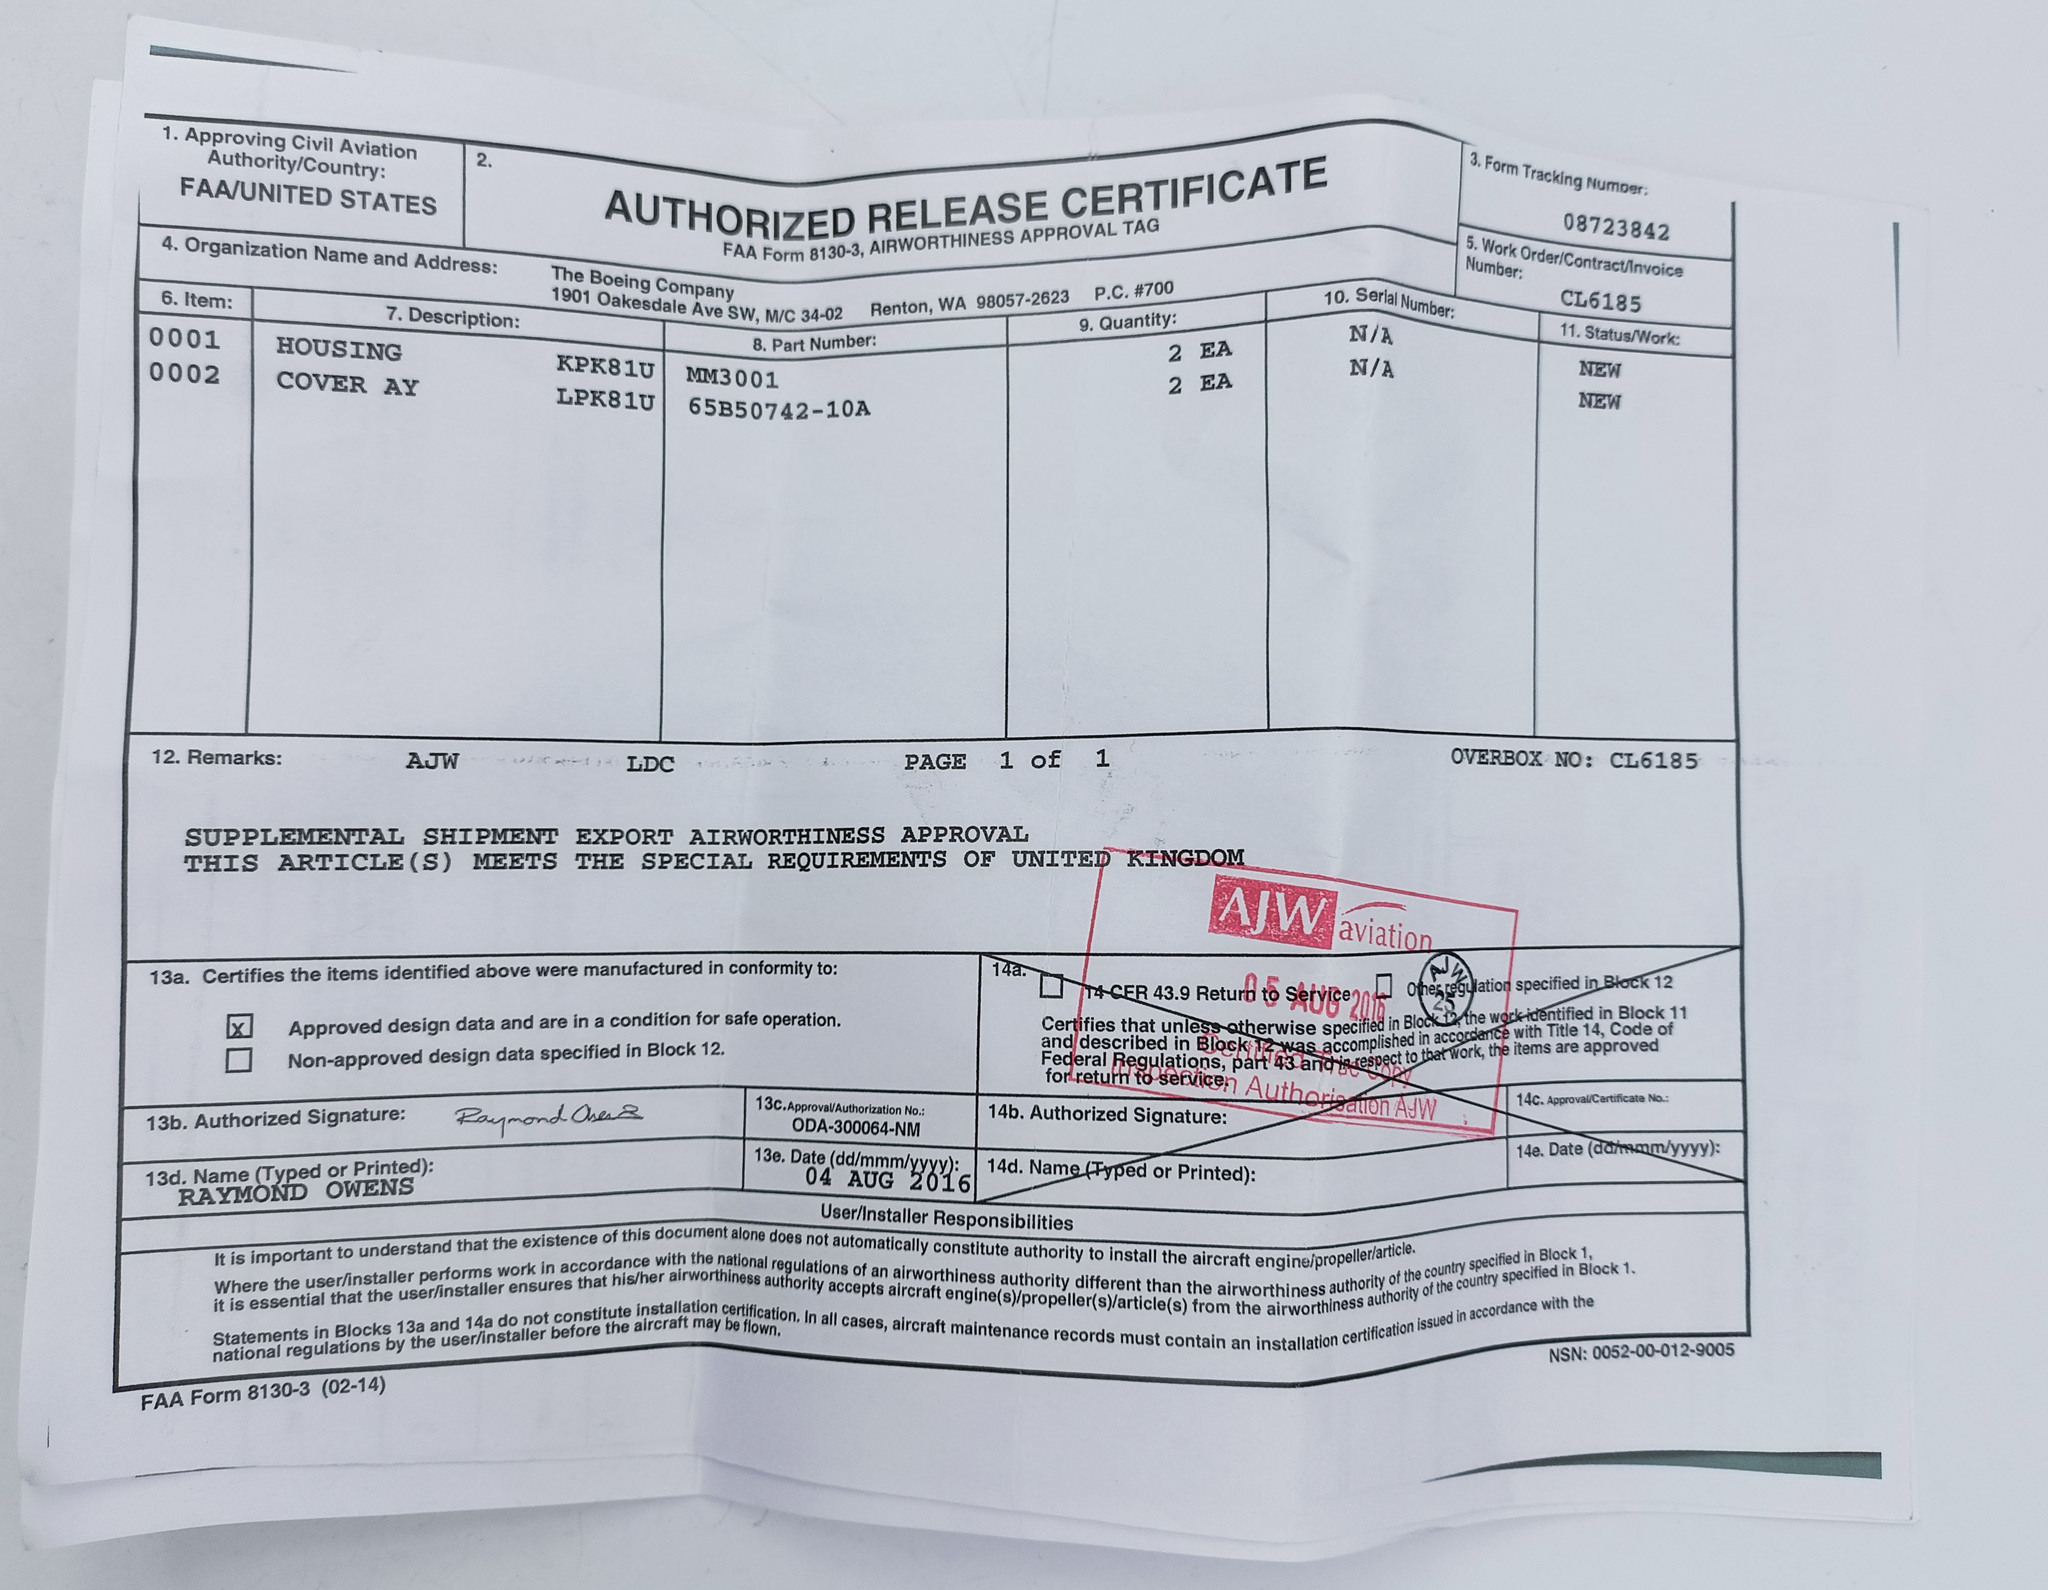 1. Approving Civil Aviation
Authority/Country:
FAA/UNITED STATES
2.
AUTHORIZED RELEASE CERTIFICATE
FAA Form 8130-3, AIRWORTHINESS APPROVAL TAG
3. Form Tracking Number:
08723842
4. Organization Name and Address:
The Boeing Company
1901 Oakesdale Ave SW, M/C 34-02 Renton, WA 98057-2623 P.C. #700
5. Work Order/Contract/Invoice
Number:
CL6185
6. Item: 7. Description: 8. Part Number: 9. Quantity: 10. Serial Number: 11. Status/Work:
0001 HOUSING KPK81U MM3001 2 EA N/A NEW
0002 COVER AY LPK81U 65B50742-10A 2 EA N/A NEW
12. Remarks: AJW LDC PAGE 1 of 1 OVERBOX NO: CL6185
SUPPLEMENTAL SHIPMENT EXPORT AIRWORTHINESS APPROVAL
THIS ARTICLE(S) MEETS THE SPECIAL REQUIREMENTS OF UNITED KINGDOM
AJW aviation
05 AUG 2016
Certified True Copy
Inspection Authorisation AJW
AJW
25
13a. Certifies the items identified above were manufactured in conformity to:
x Approved design data and are in a condition for safe operation.
Non-approved design data specified in Block 12.
14a. 14 CFR 43.9 Return to Service Other regulation specified in Block 12
Certifies that unless otherwise specified in Block 12, the work identified in Block 11
and described in Block 12 was accomplished in accordance with Title 14, Code of
Federal Regulations, part 43 and in respect to that work, the items are approved
for return to service.
13b. Authorized Signature: Raymond Owens
13c. Approval/Authorization No.:
ODA-300064-NM
14b. Authorized Signature:
14c. Approval/Certificate No.:
13d. Name (Typed or Printed):
RAYMOND OWENS
13e. Date (dd/mmm/yyyy):
04 AUG 2016
14d. Name (Typed or Printed):
14e. Date (dd/mmm/yyyy):
User/Installer Responsibilities
It is important to understand that the existence of this document alone does not automatically constitute authority to install the aircraft engine/propeller/article.
Where the user/installer performs work in accordance with the national regulations of an airworthiness authority different than the airworthiness authority of the country specified in Block 1,
it is essential that the user/installer ensures that his/her airworthiness authority accepts aircraft engine(s)/propeller(s)/article(s) from the airworthiness authority of the country specified in Block 1.
Statements in Blocks 13a and 14a do not constitute installation certification. In all cases, aircraft maintenance records must contain an installation certification issued in accordance with the
national regulations by the user/installer before the aircraft may be flown.
FAA Form 8130-3 (02-14)
NSN: 0052-00-012-9005